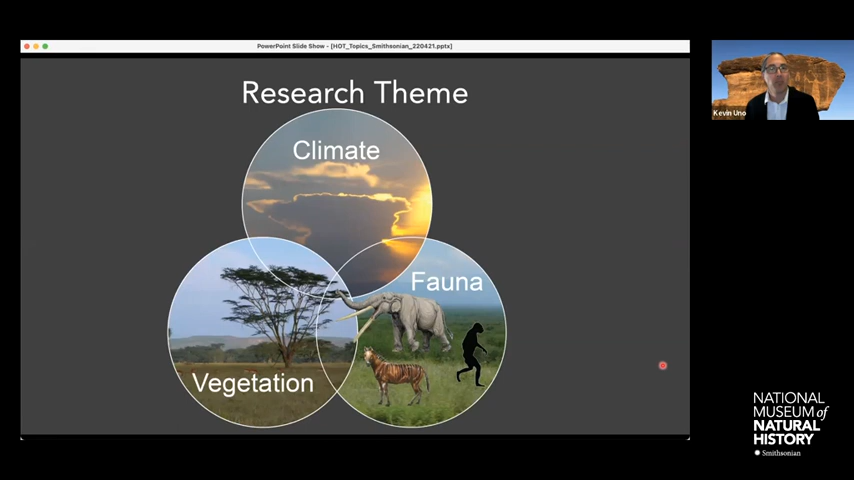 PowerPoint Slide Show - [HOT_Topics_Smithsonian_220421.pptx]
Research Theme
Climate
Fauna
Vegetation
Kevin Uno
NATIONAL
MUSEUM of
NATURAL
HISTORY
Smithsonian